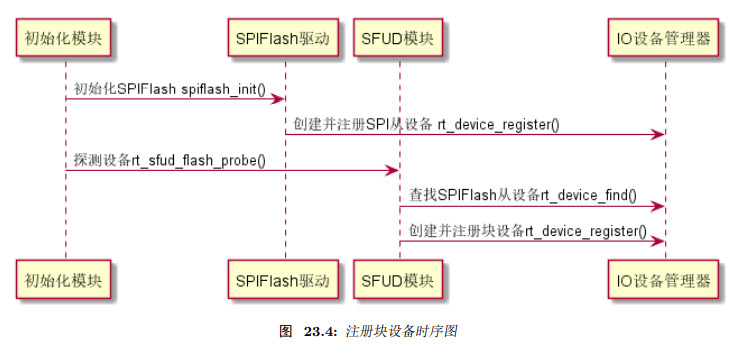 初始化模块 SPIFlash驱动 SFUD模块 IO设备管理器
初始化SPIFlash spiflash_init()
创建并注册SPI从设备 rt_device_register()
探测设备rt_sfud_flash_probe()
查找SPIFlash从设备rt_device_find()
创建并注册块设备rt_device_register()
初始化模块 SPIFlash驱动 SFUD模块 IO设备管理器
图 23.4: 注册块设备时序图